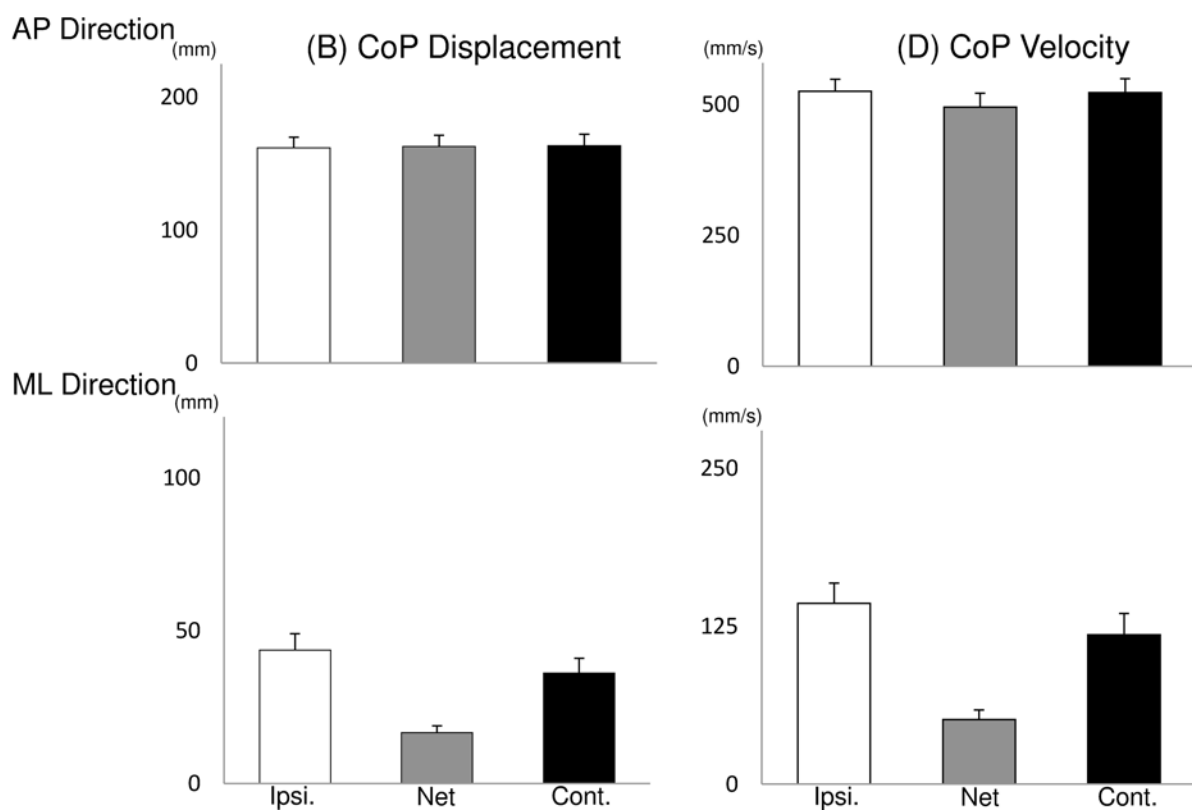 AP Direction
(mm)
(B) CoP Displacement
200
100
0
(mm/s)
(D) CoP Velocity
500
250
0
ML Direction
(mm)
100
50
0
Ipsi.
Net
Cont.
(mm/s)
250
125
0
Ipsi.
Net
Cont.